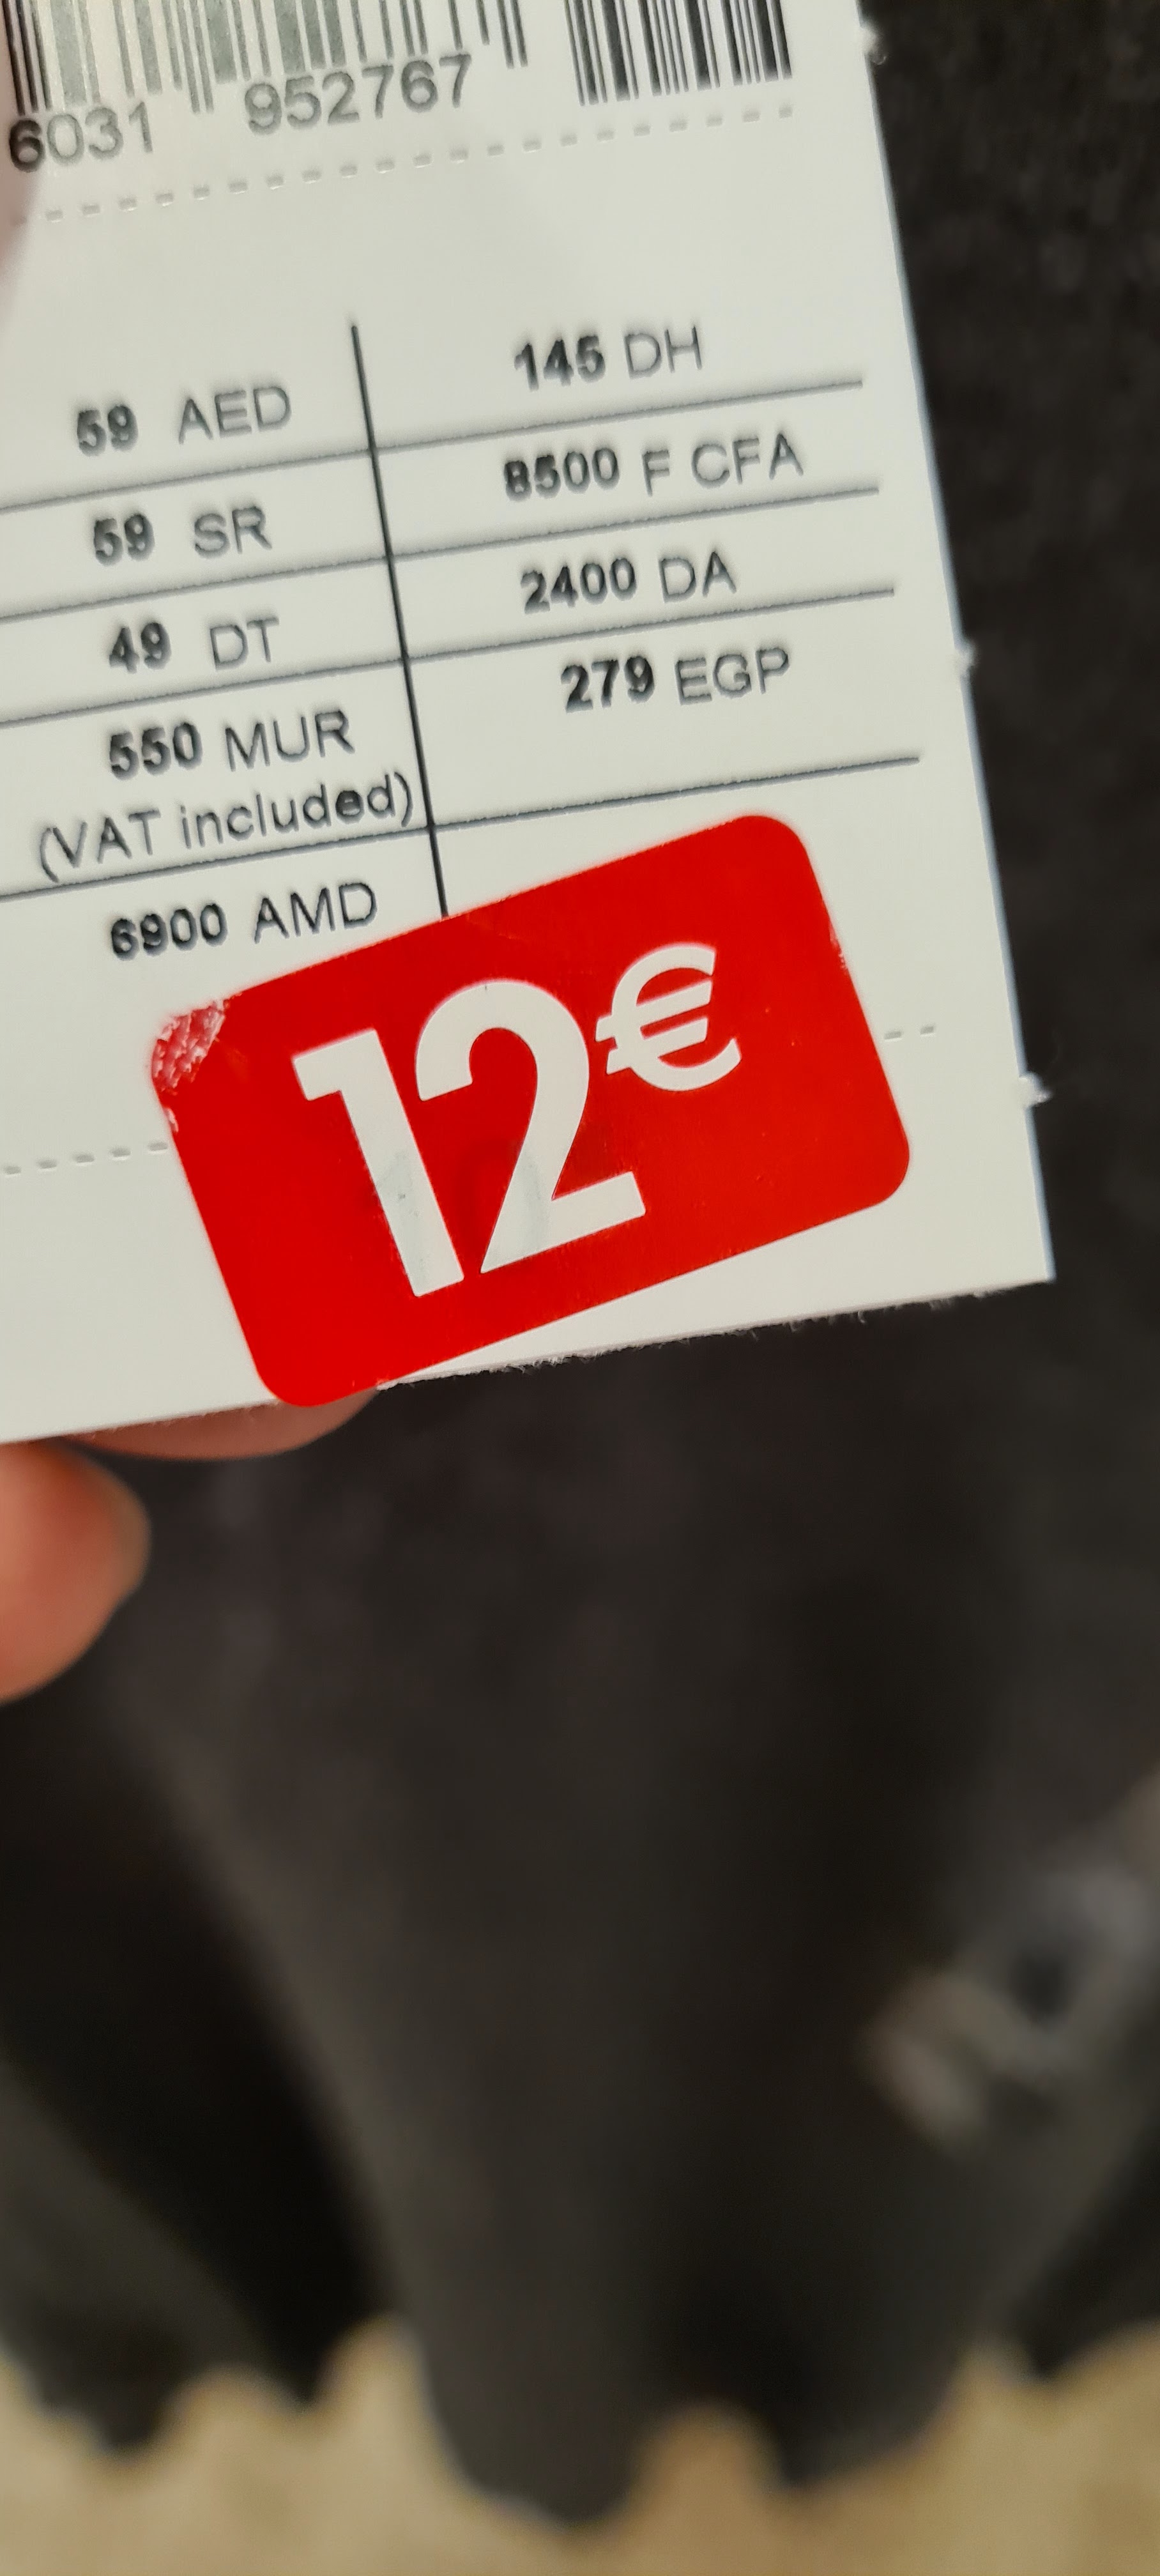 6031 952767
59 AED 145 DH
59 SR 8500 F CFA
49 DT 2400 DA
550 MUR 279 EGP
(VAT included)
6900 AMD
12€